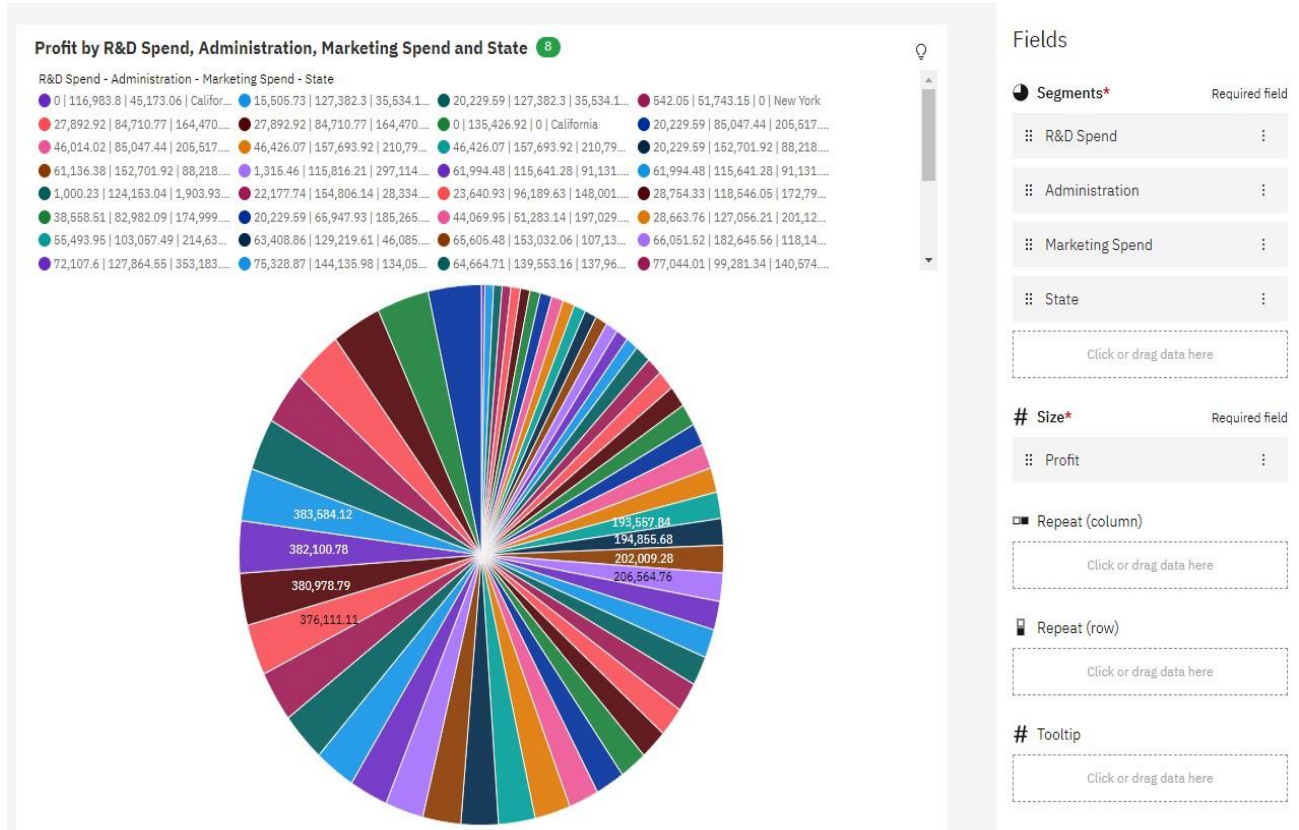 Profit by R&D Spend, Administration, Marketing Spend and State 8
R&D Spend - Administration - Marketing Spend - State
0 | 116,983.8 | 45,173.06 | Califor... 15,505.73 | 127,382.3 | 35,534.1... 20,229.59 | 127,382.3 | 35,534.1... 542.05 | 51,743.15 | 0 | New York
27,892.92 | 84,710.77 | 164,470.... 27,892.92 | 84,710.77 | 164,470.... 0 | 135,426.92 | 0 | California 20,229.59 | 85,047.44 | 205,517....
46,014.02 | 85,047.44 | 205,517.... 46,426.07 | 157,693.92 | 210,79... 46,426.07 | 157,693.92 | 210,79... 20,229.59 | 152,701.92 | 88,218....
61,136.38 | 152,701.92 | 88,218.... 1,315.46 | 115,816.21 | 297,114.... 61,994.48 | 115,641.28 | 91,131.... 61,994.48 | 115,641.28 | 91,131....
1,000.23 | 124,153.04 | 1,903.93... 22,177.74 | 154,806.14 | 28,334.... 23,640.93 | 96,189.63 | 148,001.... 28,754.33 | 118,546.05 | 172,79...
38,558.51 | 82,982.09 | 174,999.... 20,229.59 | 65,947.93 | 185,265.... 44,069.95 | 51,283.14 | 197,029.... 28,663.76 | 127,056.21 | 201,12...
55,493.95 | 103,057.49 | 214,63... 63,408.86 | 129,219.61 | 46,085.... 65,605.48 | 153,032.06 | 107,13... 66,051.52 | 182,645.56 | 118,14...
72,107.6 | 127,864.55 | 353,183.... 75,328.87 | 144,135.98 | 134,05... 64,664.71 | 139,553.16 | 137,96... 77,044.01 | 99,281.34 | 140,574....
383,584.12
382,100.78
380,978.79
376,111.11
193,557.84
194,855.68
202,009.28
206,564.76
Fields
Segments* Required field
R&D Spend
Administration
Marketing Spend
State
Click or drag data here
# Size* Required field
Profit
Repeat (column)
Click or drag data here
Repeat (row)
Click or drag data here
# Tooltip
Click or drag data here